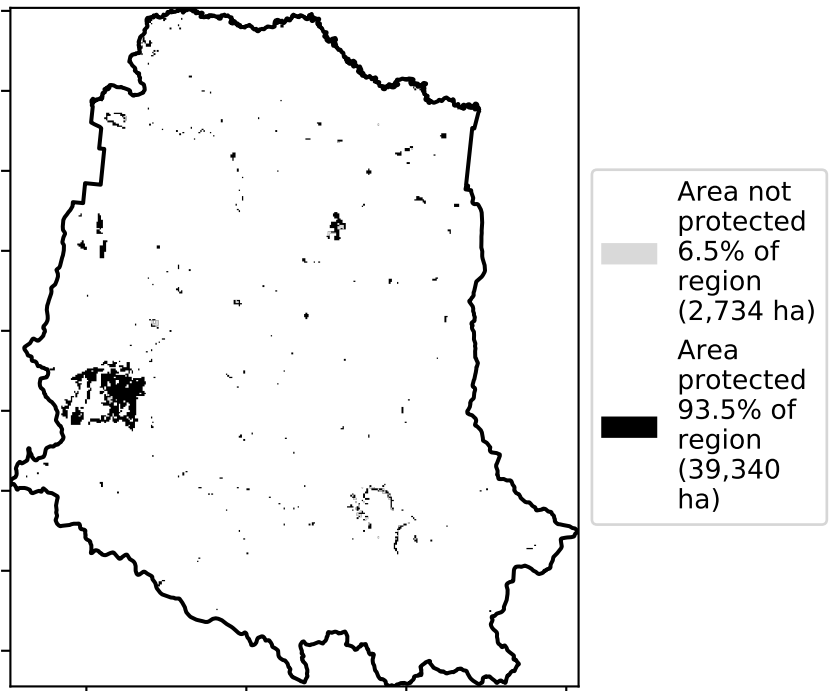 Area not
protected
6.5% of
region
(2,734 ha)
Area
protected
93.5% of
region
(39,340
ha)